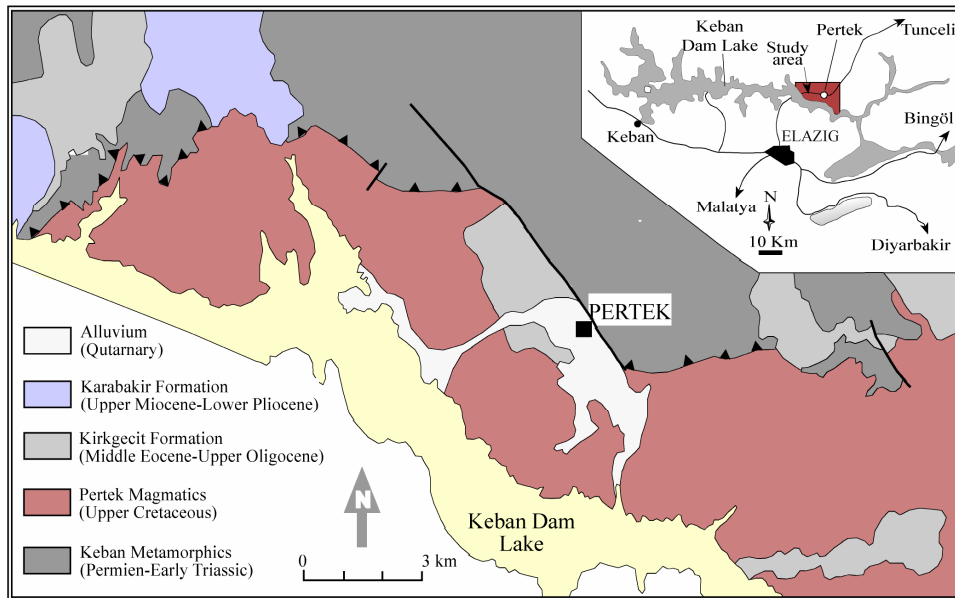 Keban
Dam Lake
Pertek
Tunceli
Study
area
Bingöl
Keban
ELAZIG
Malatya
N
10 Km
Diyarbakir
PERTEK
Alluvium
(Qutarnary)
Karabakir Formation
(Upper Miocene-Lower Pliocene)
Kirkgecit Formation
(Middle Eocene-Upper Oligocene)
Pertek Magmatics
(Upper Cretaceous)
Keban Metamorphics
(Permien-Early Triassic)
N
0 3 km
Keban Dam
Lake